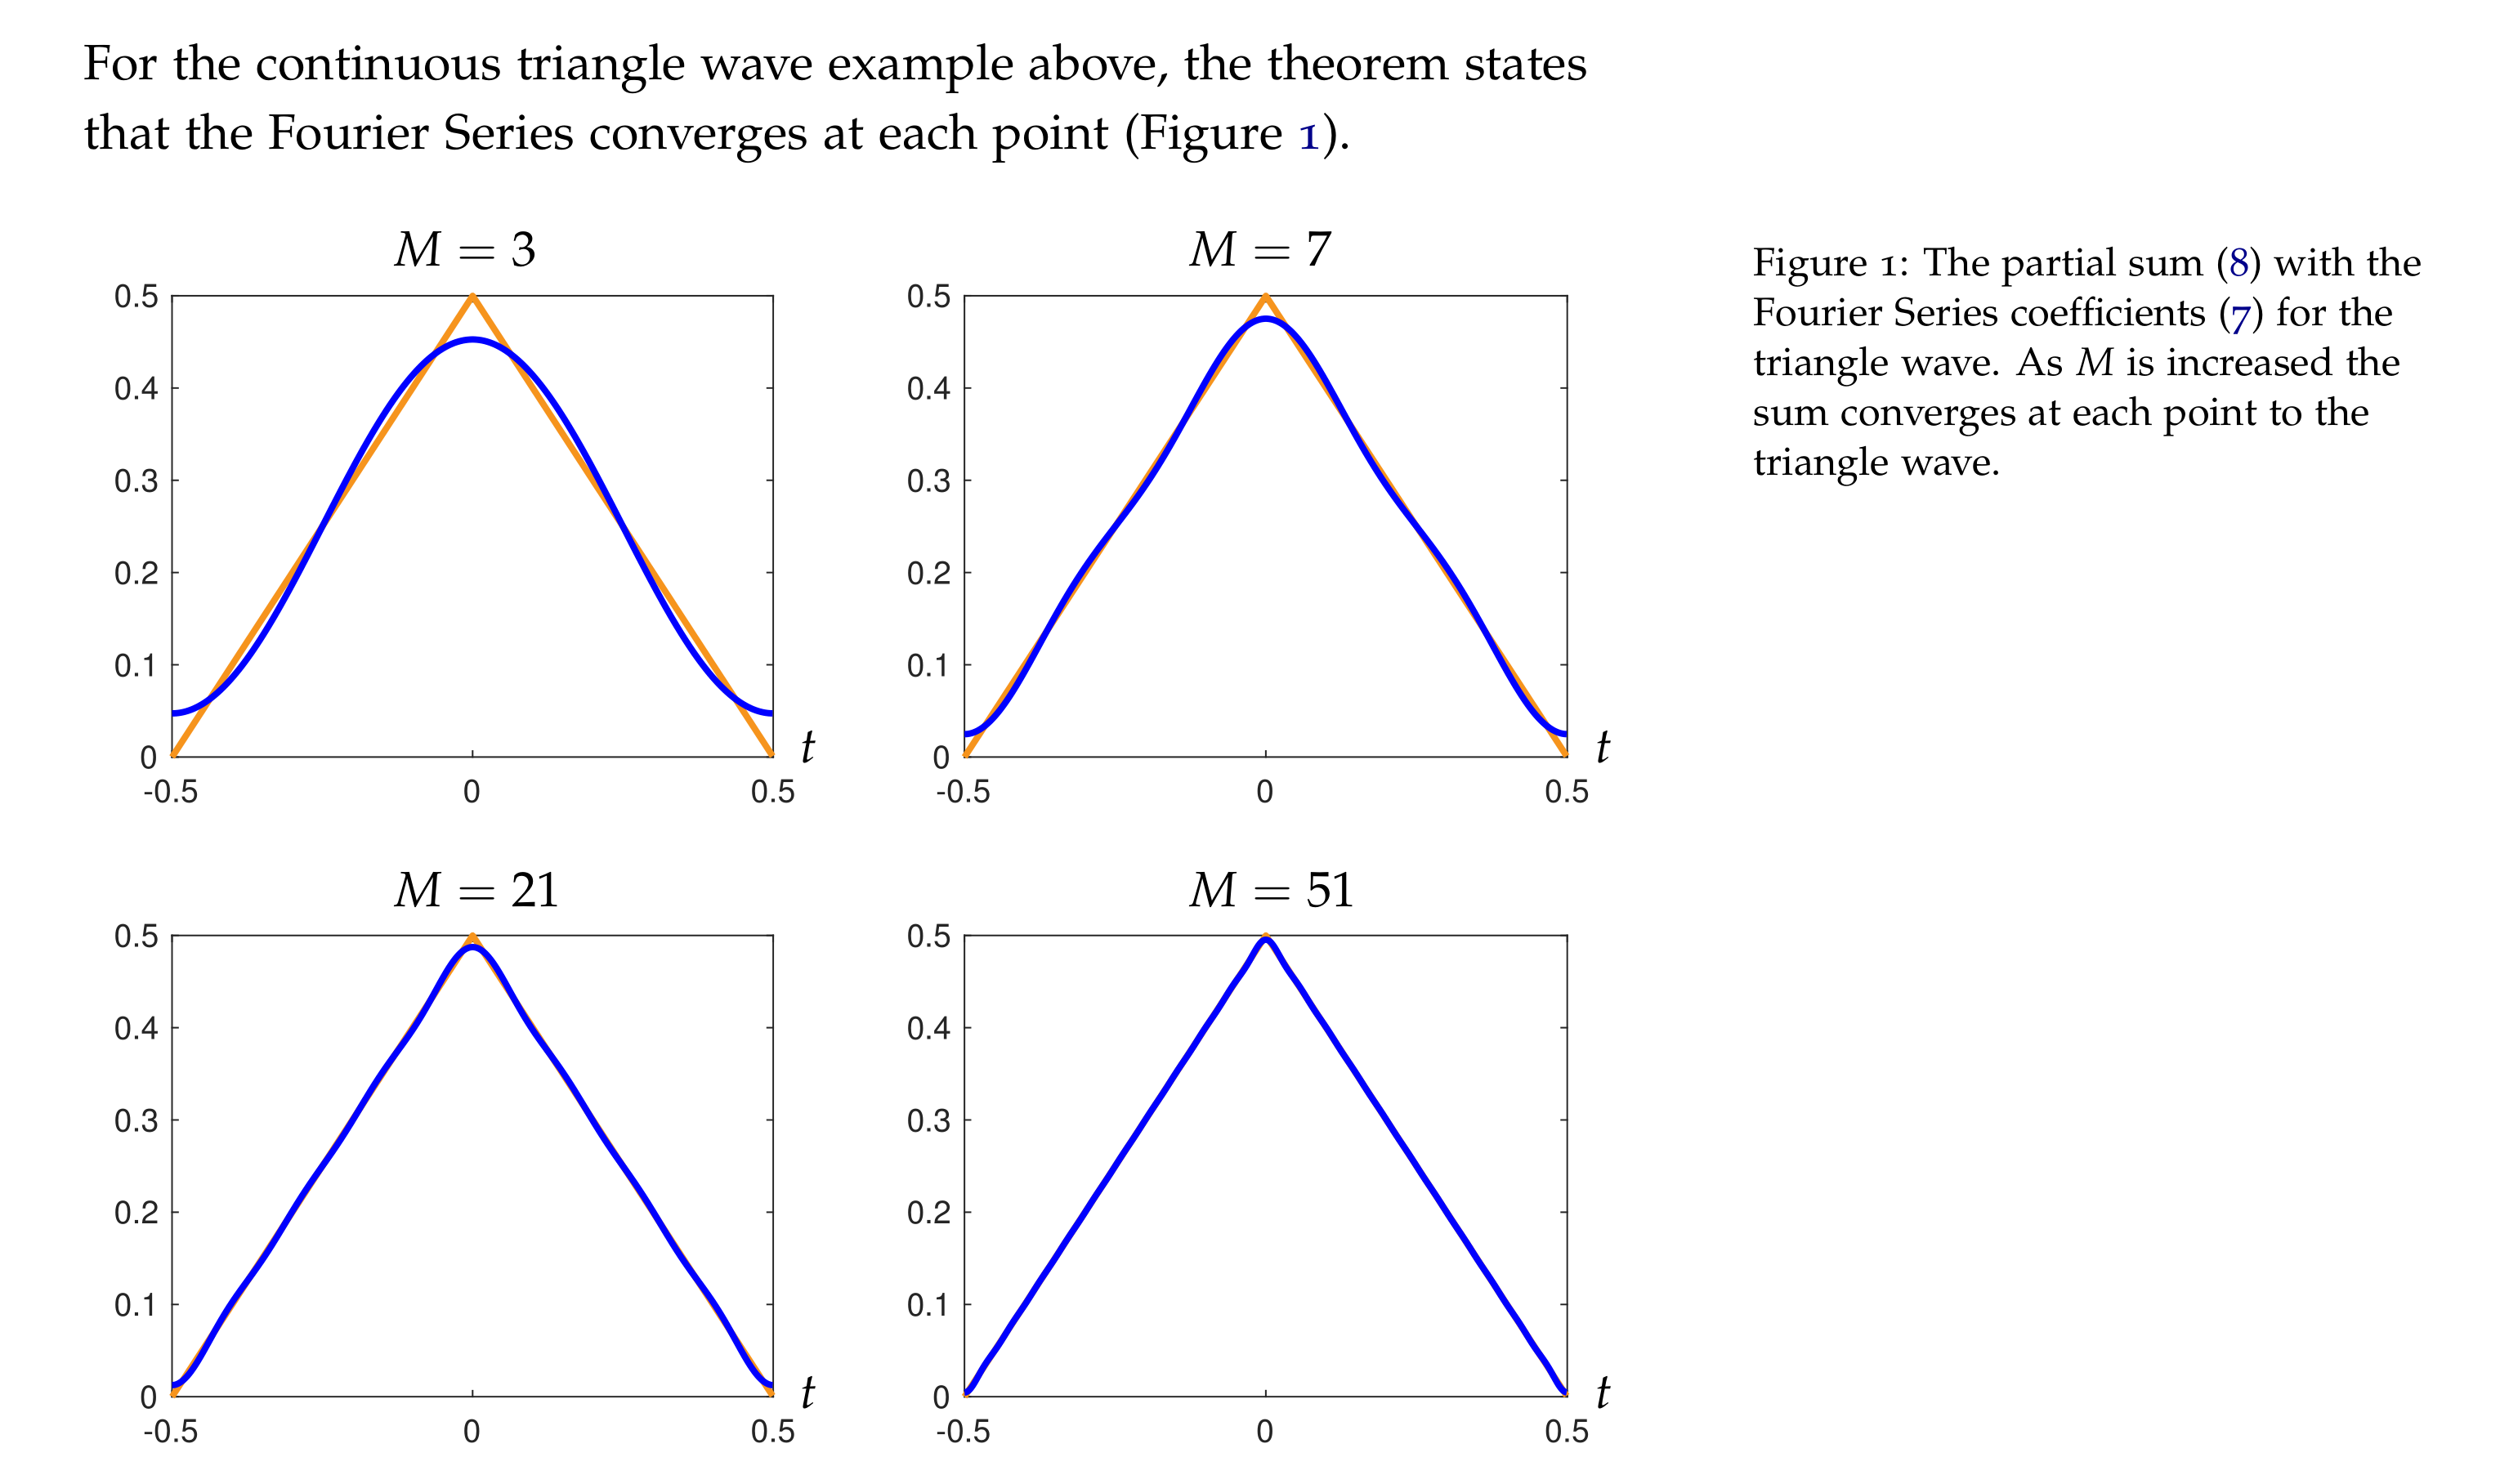 For the continuous triangle wave example above, the theorem states
that the Fourier Series converges at each point (Figure 1).
M = 3
0.5
0.4
0.3
0.2
0.1
0
-0.5
0
0.5
t
M = 7
0.5
0.4
0.3
0.2
0.1
0
-0.5
0
0.5
t
Figure 1: The partial sum (8) with the
Fourier Series coefficients (7) for the
triangle wave. As M is increased the
sum converges at each point to the
triangle wave.
M = 21
0.5
0.4
0.3
0.2
0.1
0
-0.5
0
0.5
t
M = 51
0.5
0.4
0.3
0.2
0.1
0
-0.5
0
0.5
t